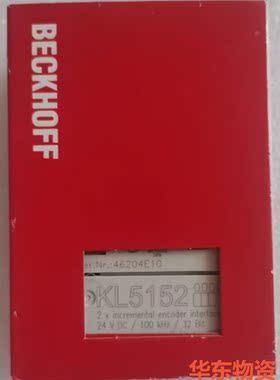 BECKHOFF
er.Nr.:46204E10
KL5152
2 x incremental encoder interfac
24 V DC / 100 kHz / 32 Bit
华东物资